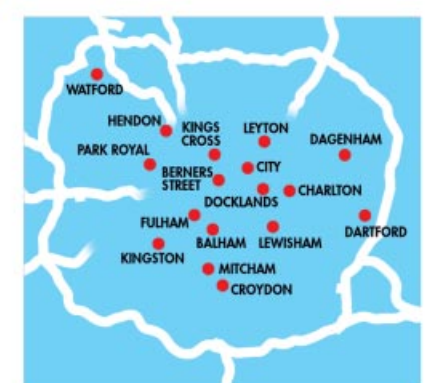 WATFORD
HENDON
KINGS
CROSS
LEYTON
DAGENHAM
PARK ROYAL
CITY
BERNERS
STREET
CHARLTON
DOCKLANDS
FULHAM
DARTFORD
BALHAM
LEWISHAM
KINGSTON
MITCHAM
CROYDON